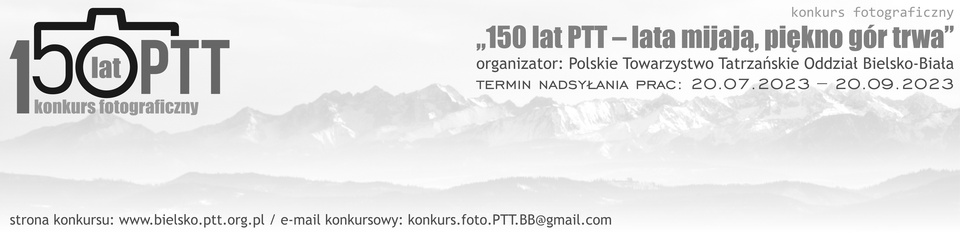 150 lat PTT
konkurs fotograficzny
konkurs fotograficzny
„150 lat PTT – lata mijają, piękno gór trwa”
organizator: Polskie Towarzystwo Tatrzańskie Oddział Bielsko-Biała
TERMIN NADSYŁANIA PRAC: 20.07.2023 – 20.09.2023
strona konkursu: www.bielsko.ptt.org.pl / e-mail konkursowy: konkurs.foto.PTT.BB@gmail.com